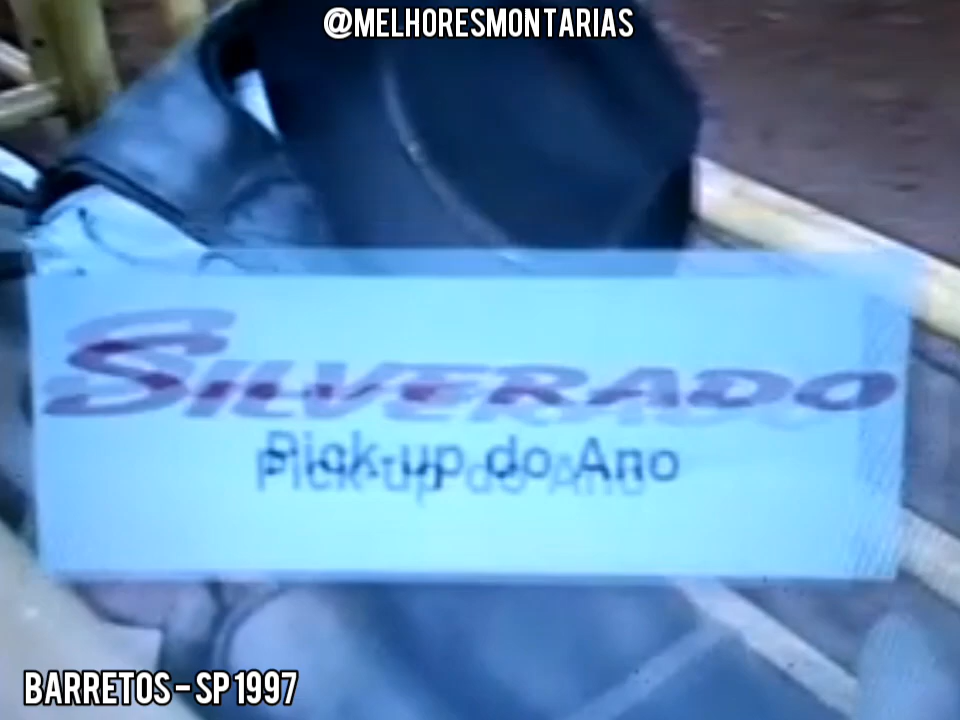 @MELHORESMONTARIAS
SILVERADO
Pick-up do Ano
BARRETOS - SP 1997